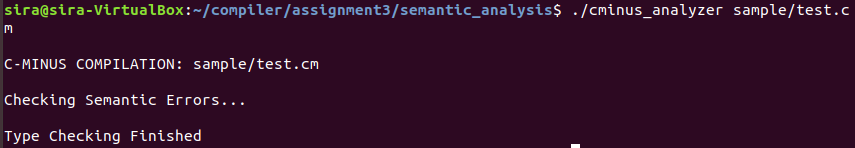 sira@sira-VirtualBox:~/compiler/assignment3/semantic_analysis$ ./cminus_analyzer sample/test.c
m
C-MINUS COMPILATION: sample/test.cm
Checking Semantic Errors...
Type Checking Finished